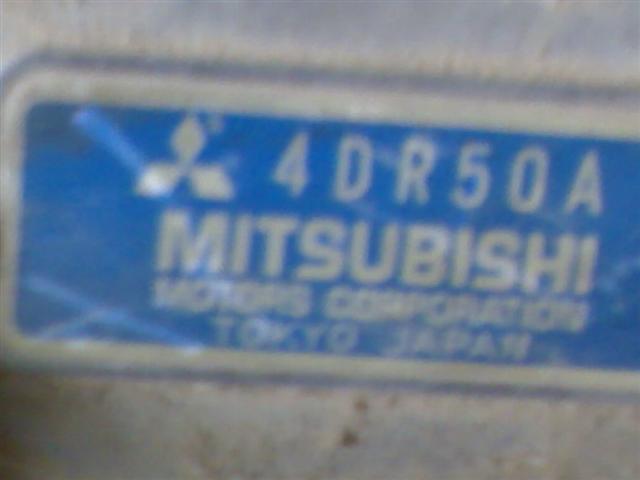 4DR50A
MITSUBISHI
MOTORS CORPORATION
TOKYO JAPAN